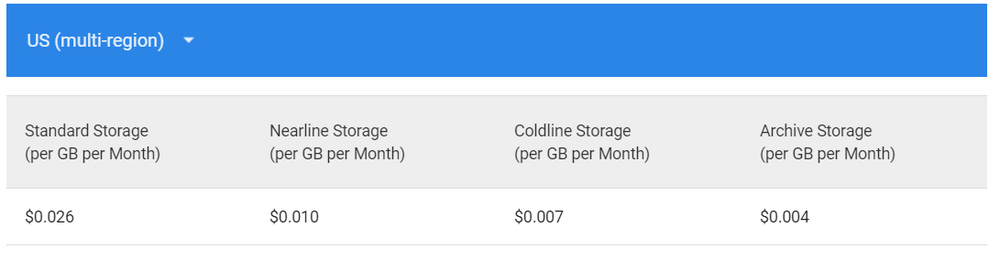 US (multi-region)
Standard Storage
(per GB per Month)
Nearline Storage
(per GB per Month)
Coldline Storage
(per GB per Month)
Archive Storage
(per GB per Month)
$0.026
$0.010
$0.007
$0.004